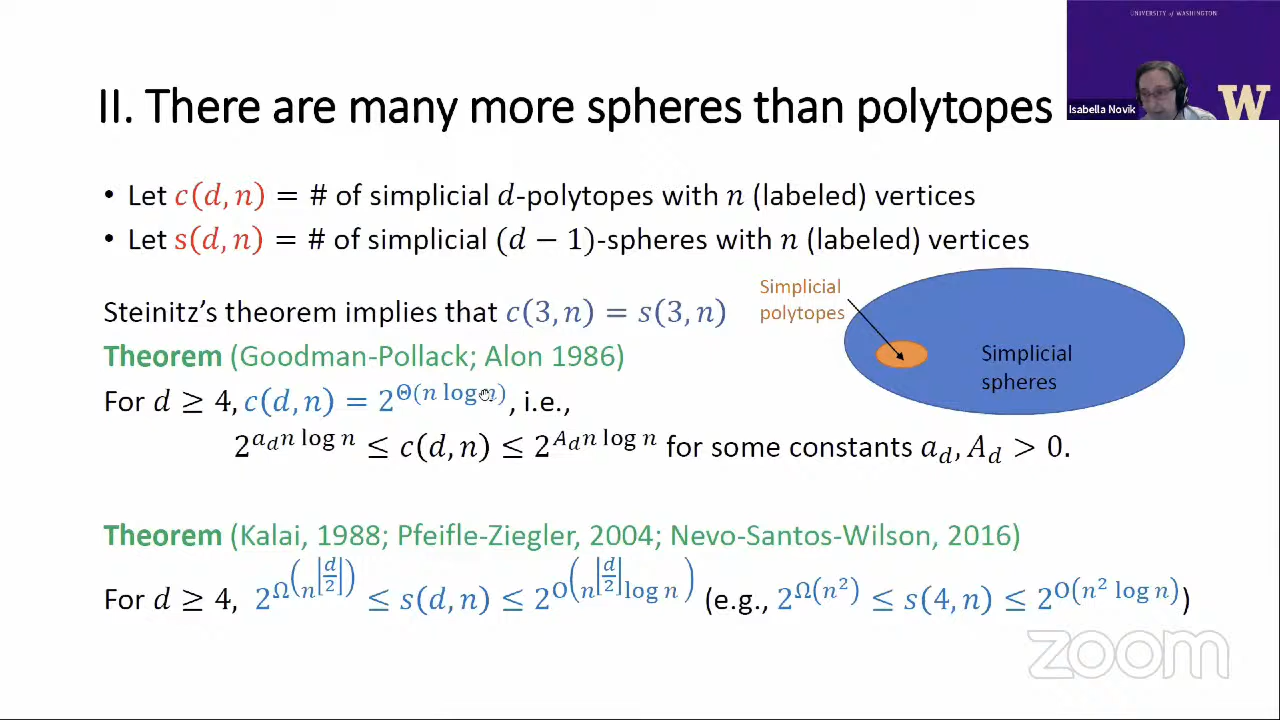 UNIVERSITY of WASHINGTON
Isabella Novik
W
II. There are many more spheres than polytopes
• Let c(d, n) = # of simplicial d-polytopes with n (labeled) vertices
• Let s(d, n) = # of simplicial (d − 1)-spheres with n (labeled) vertices
Simplicial
polytopes
Steinitz's theorem implies that c(3, n) = s(3, n)
Simplicial
spheres
Theorem (Goodman-Pollack; Alon 1986)
For d ≥ 4, c(d, n) = 2^Θ(n log n), i.e.,
2^{a_d n log n} ≤ c(d, n) ≤ 2^{A_d n log n} for some constants a_d, A_d > 0.
Theorem (Kalai, 1988; Pfeifle-Ziegler, 2004; Nevo-Santos-Wilson, 2016)
For d ≥ 4, 2^{Ω(n^{⌊d/2⌋})} ≤ s(d, n) ≤ 2^{O(n^{⌊d/2⌋} log n)} (e.g., 2^{Ω(n^2)} ≤ s(4, n) ≤ 2^{O(n^2 log n)})
zoom